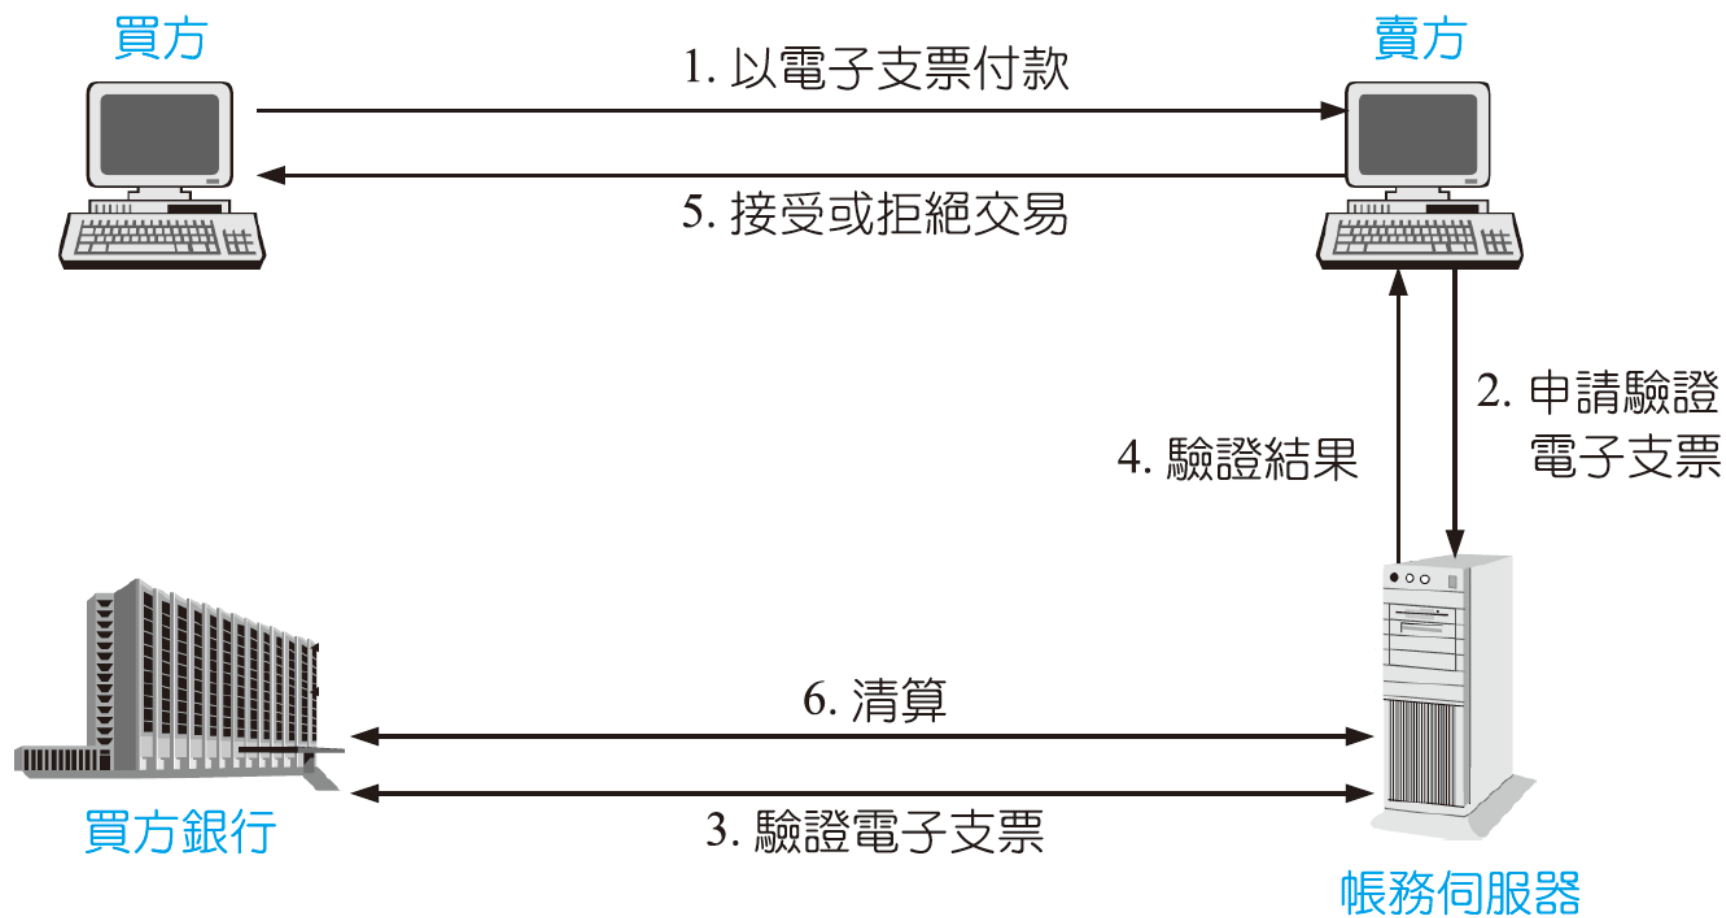 買方
賣方
1. 以電子支票付款
5. 接受或拒絕交易
2. 申請驗證
電子支票
4. 驗證結果
6. 清算
3. 驗證電子支票
買方銀行
帳務伺服器